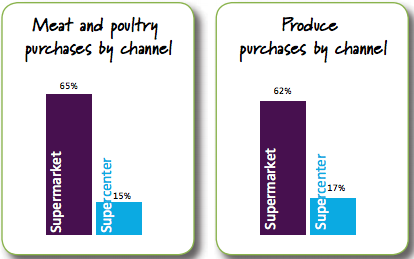 Meat and poultry
purchases by channel
65%
Supermarket
15%
Supercenter
Produce
purchases by channel
62%
Supermarket
17%
Supercenter